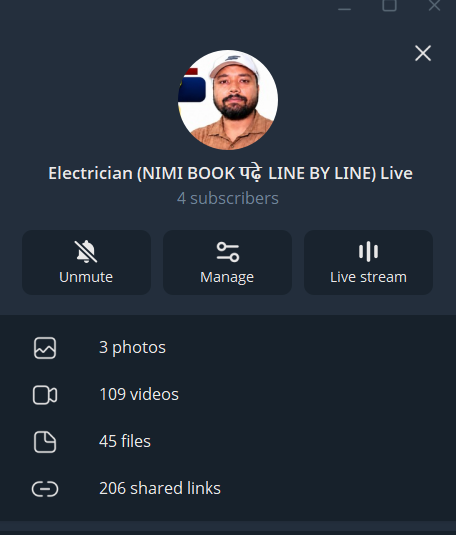 Electrician (NIMI BOOK पढ़े LINE BY LINE) Live
4 subscribers
Unmute
Manage
Live stream
3 photos
109 videos
45 files
206 shared links